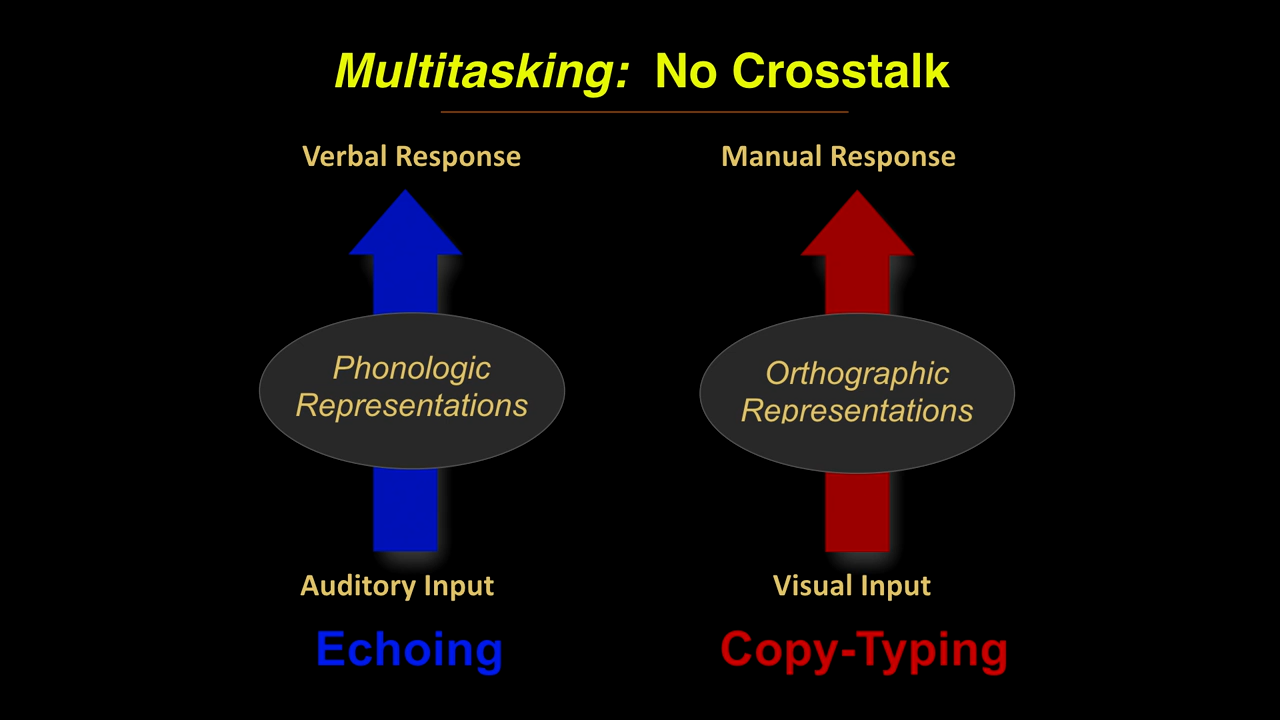 Multitasking: No Crosstalk
Verbal Response
Manual Response
Phonologic
Representations
Orthographic
Representations
Auditory Input
Visual Input
Echoing
Copy-Typing